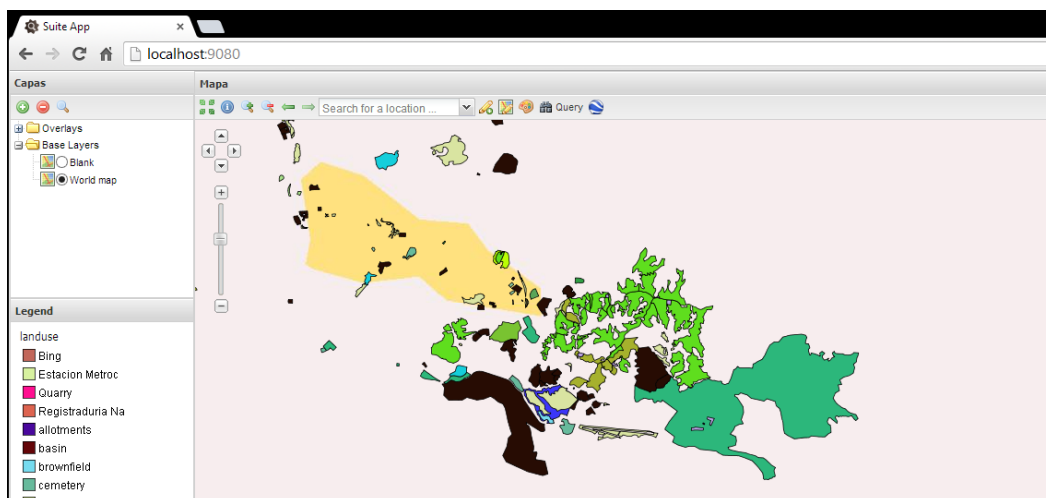 Suite App
localhost:9080
Capas
Mapa
Search for a location ...
Query
Overlays
Base Layers
Blank
World map
Legend
landuse
Bing
Estacion Metroc
Quarry
Registraduria Na
allotments
basin
brownfield
cemetery